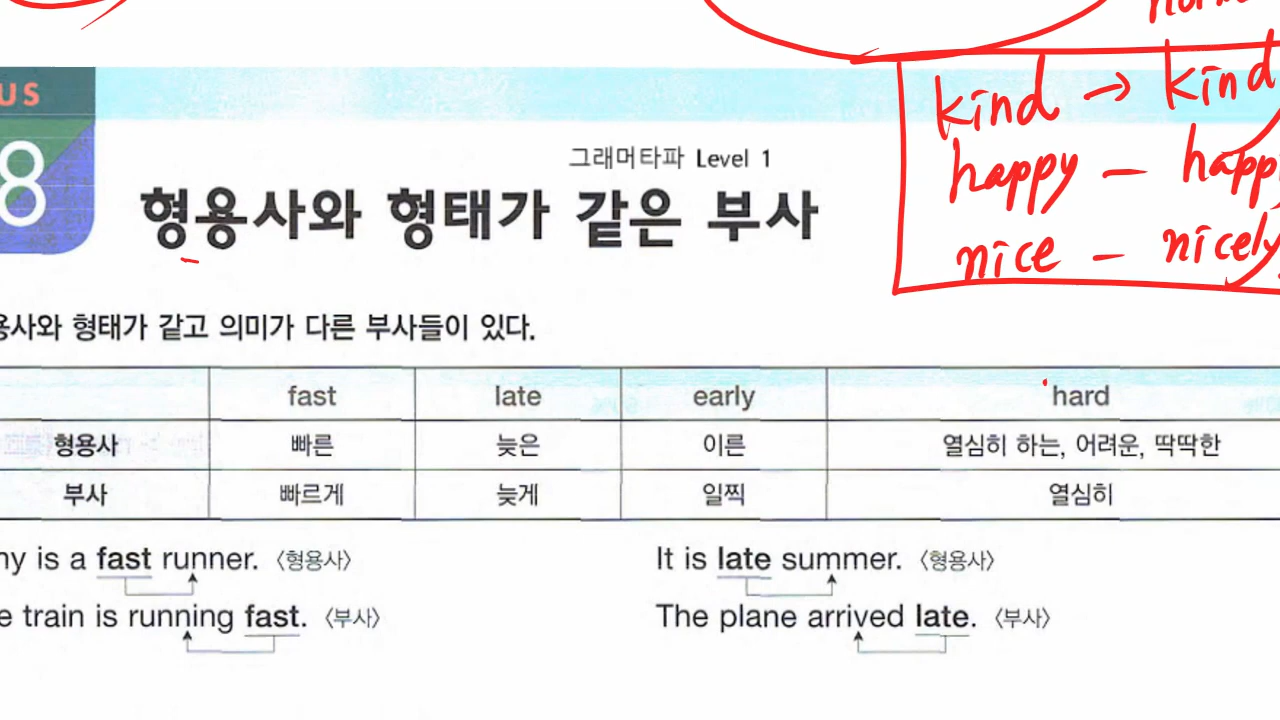 US
8
그래머타파 Level 1
형용사와 형태가 같은 부사
kind → kind
happy – happi
nice – nicely
용사와 형태가 같고 의미가 다른 부사들이 있다.
fast late early hard
형용사 빠른 늦은 이른 열심히 하는, 어려운, 딱딱한
부사 빠르게 늦게 일찍 열심히
ny is a fast runner. 〈형용사〉 It is late summer. 〈형용사〉
e train is running fast. 〈부사〉 The plane arrived late. 〈부사〉